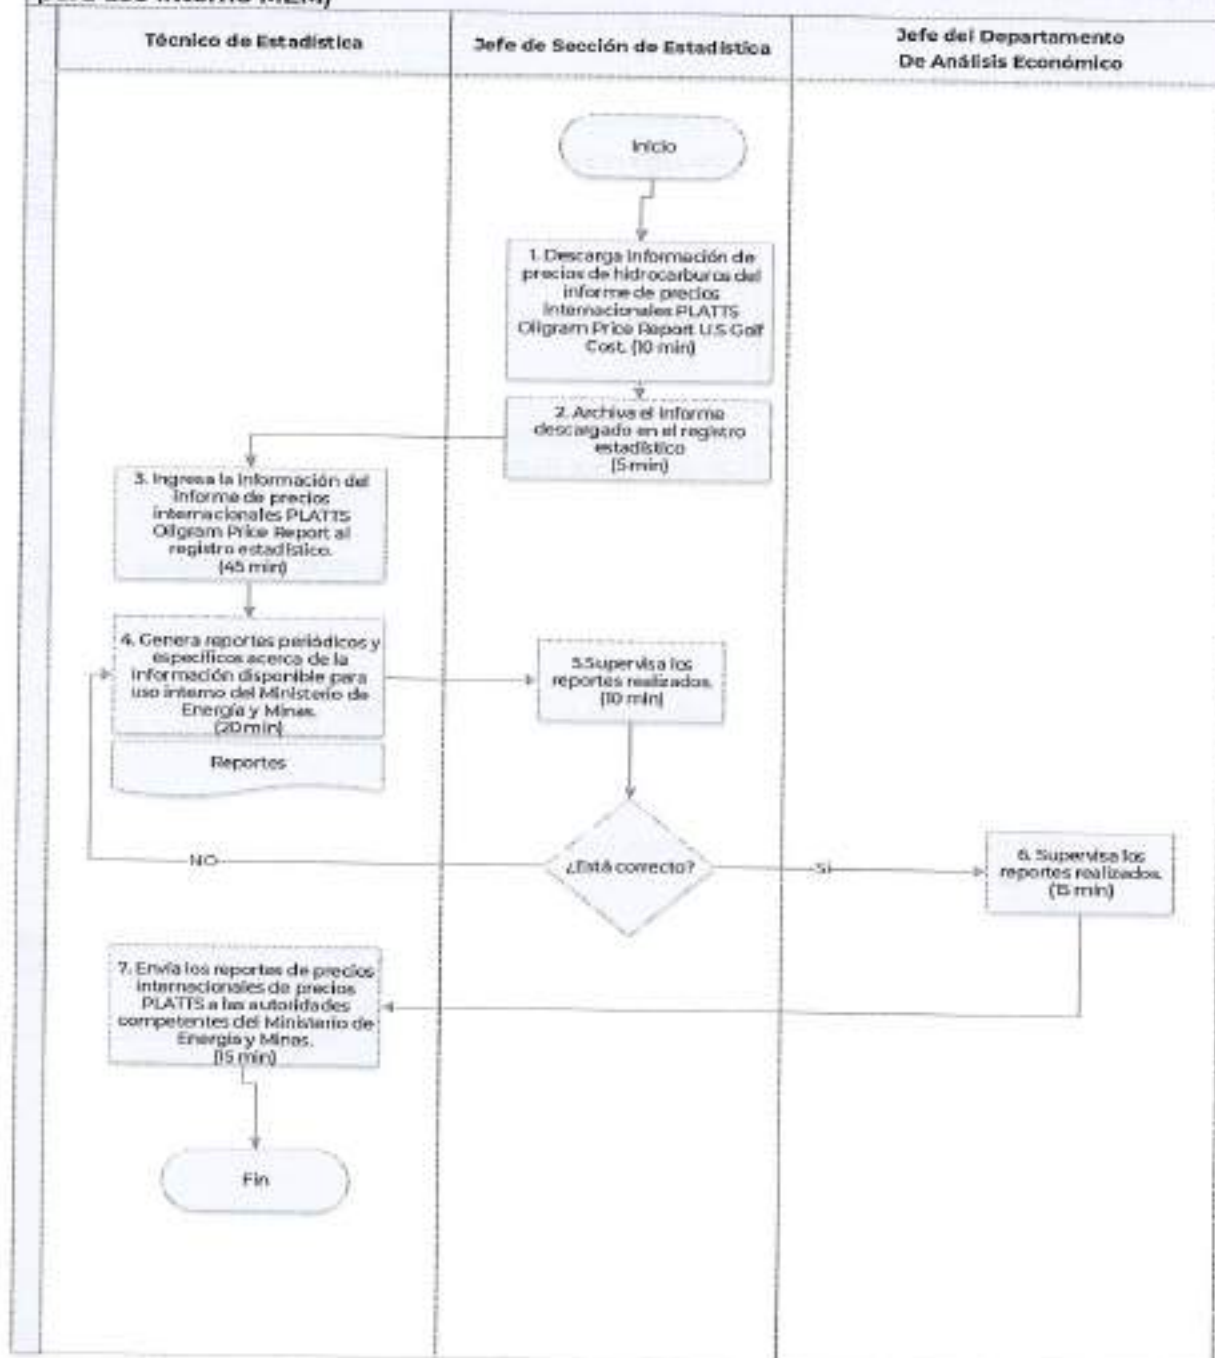 para uso interno MEM)
Técnico de Estadística
Jefe de Sección de Estadística
Jefe del Departamento
De Análisis Económico
Inicio
1. Descarga Información de
precios de hidrocarburos del
informe de precios
internacionales PLATTS
Oilgram Price Report U.S Golf
Cost. (10 min)
2. Archiva el informe
descargado en el registro
estadístico
(5 min)
3. Ingresa la Información del
informe de precios
internacionales PLATTS
Oilgram Price Report al
registro estadístico.
(45 min)
4. Genera reportes periódicos y
específicos acerca de la
información disponible para
uso interno del Ministerio de
Energía y Minas.
(20 min)
Reportes
5.Supervisa los
reportes realizados.
(10 min)
¿Está correcto?
NO
SI
6. Supervisa los
reportes realizados.
(15 min)
7. Envía los reportes de precios
internacionales de precios
PLATTS a las autoridades
competentes del Ministerio de
Energía y Minas.
(15 min)
Fin